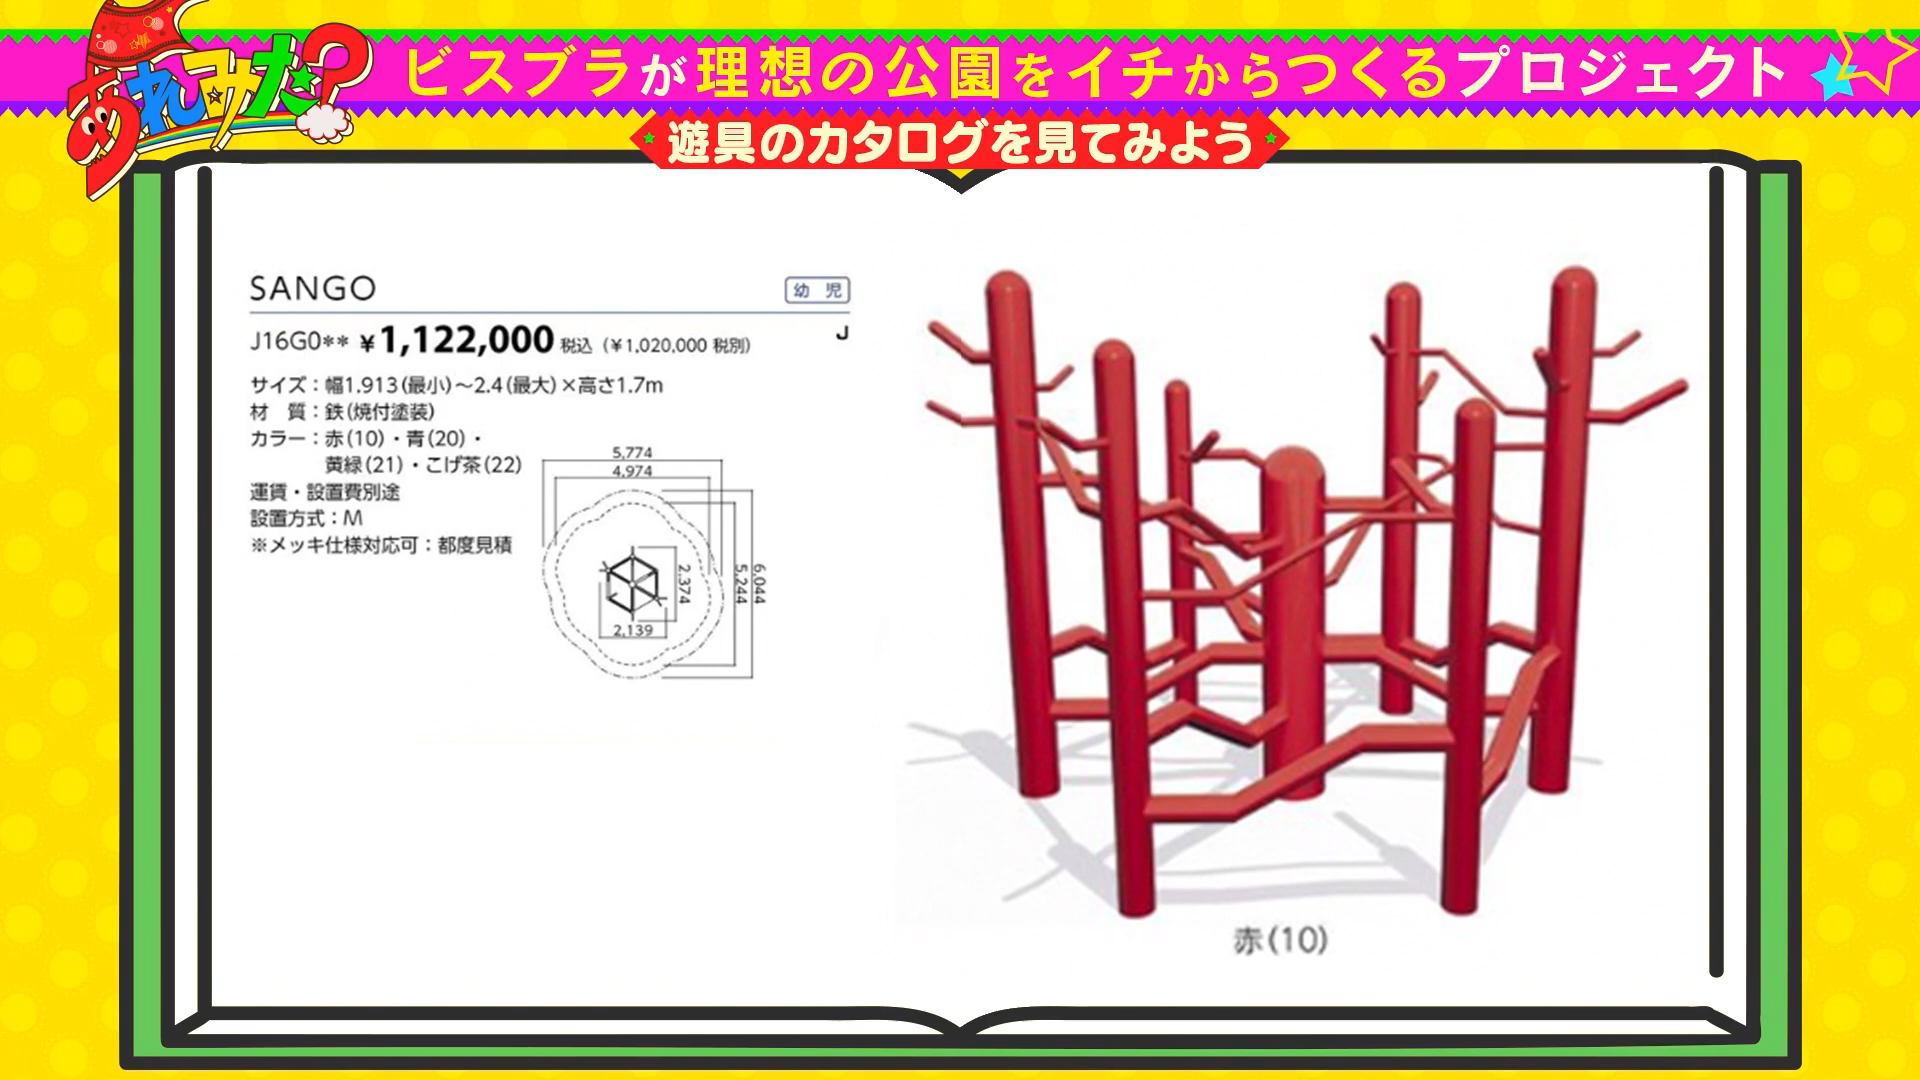 あれみた?
ビスブラが理想の公園をイチからつくるプロジェクト
遊具のカタログを見てみよう
SANGO
幼 児
J16G0** ¥1,122,000 税込 (¥1,020,000 税別)
J
サイズ：幅1.913(最小)～2.4(最大)×高さ1.7m
材　質：鉄(焼付塗装)
カラー：赤(10)・青(20)・
黄緑(21)・こげ茶(22)
運賃・設置費別途
設置方式：M
※メッキ仕様対応可：都度見積
5,774
4,974
2,374
5,244
6,044
2,139
赤(10)